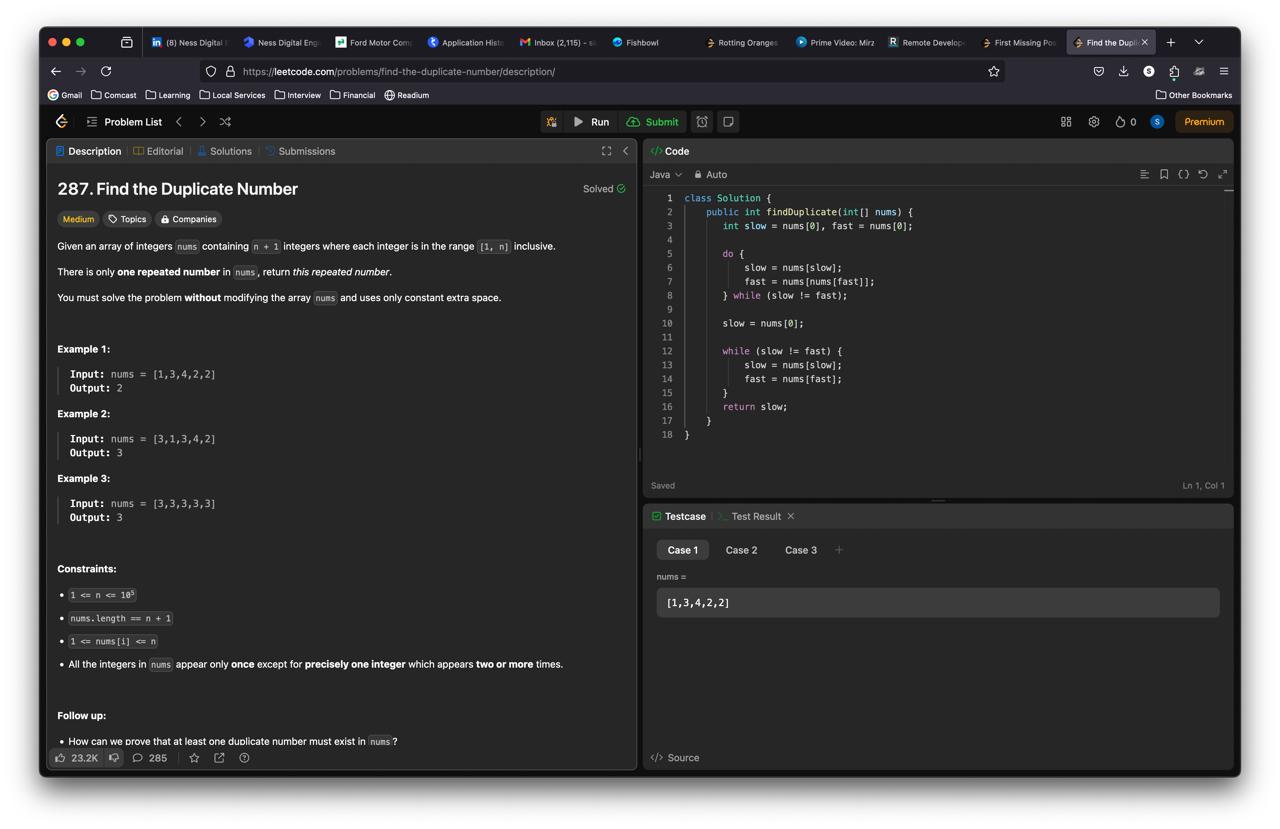 (8) Ness Digital E
Ness Digital Eng
Ford Motor Com
Application Histo
Inbox (2,115) - s
Fishbowl
Rotting Oranges
Prime Video: Mirz
Remote Develop
First Missing Pos
Find the Dupli
https://leetcode.com/problems/find-the-duplicate-number/description/
S
Gmail
Comcast
Learning
Local Services
Interview
Financial
Readium
Other Bookmarks
Problem List
Run
Submit
0
S
Premium
Description
Editorial
Solutions
Submissions
287. Find the Duplicate Number
Solved
Medium
Topics
Companies
Given an array of integers nums containing n + 1 integers where each integer is in the range [1, n] inclusive.
There is only one repeated number in nums, return this repeated number.
You must solve the problem without modifying the array nums and uses only constant extra space.
Example 1:
Input: nums = [1,3,4,2,2]
Output: 2
Example 2:
Input: nums = [3,1,3,4,2]
Output: 3
Example 3:
Input: nums = [3,3,3,3,3]
Output: 3
Constraints:
• 1 <= n <= 10⁵
• nums.length == n + 1
• 1 <= nums[i] <= n
• All the integers in nums appear only once except for precisely one integer which appears two or more times.
Follow up:
• How can we prove that at least one duplicate number must exist in nums?
23.2K
285
</> Code
Java
Auto
1 class Solution {
2 public int findDuplicate(int[] nums) {
3 int slow = nums[0], fast = nums[0];
4
5 do {
6 slow = nums[slow];
7 fast = nums[nums[fast]];
8 } while (slow != fast);
9
10 slow = nums[0];
11
12 while (slow != fast) {
13 slow = nums[slow];
14 fast = nums[fast];
15 }
16 return slow;
17 }
18 }
Saved
Ln 1, Col 1
Testcase
>_ Test Result
Case 1
Case 2
Case 3
+
nums =
[1,3,4,2,2]
</> Source